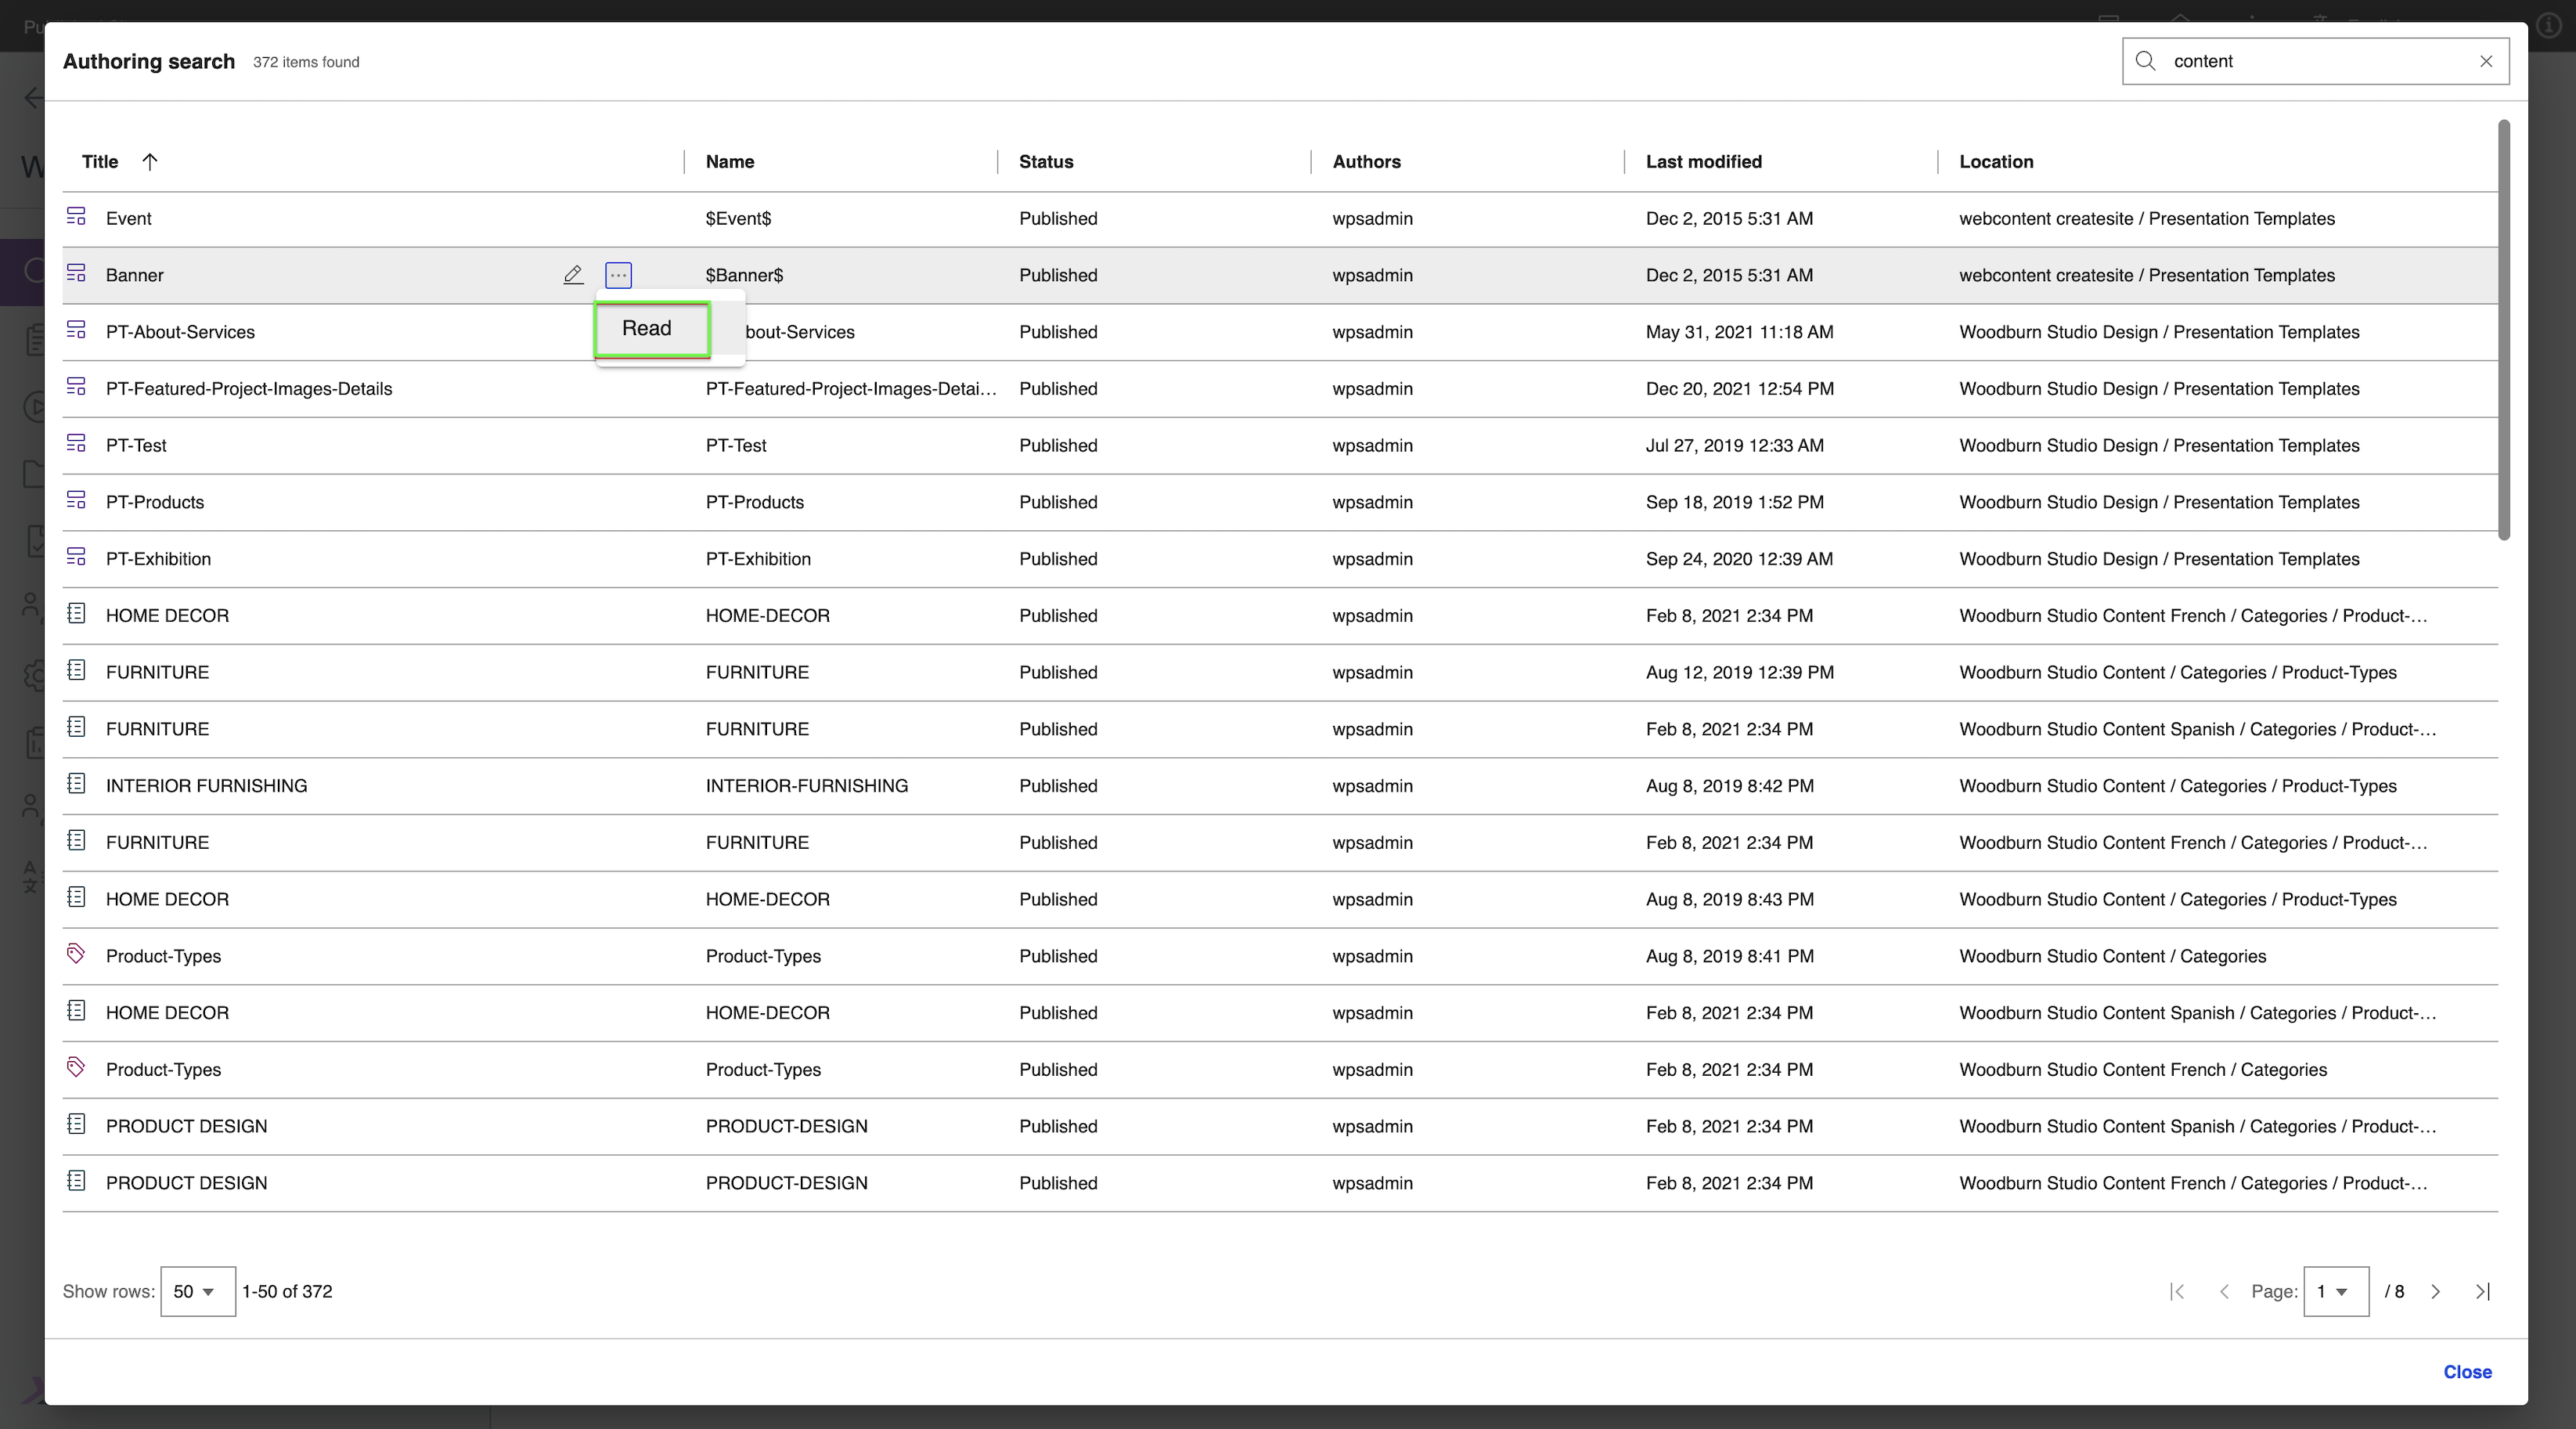 Authoring search 372 items found content
Title Name Status Authors Last modified Location
Event $Event$ Published wpsadmin Dec 2, 2015 5:31 AM webcontent createsite / Presentation Templates
Banner $Banner$ Published wpsadmin Dec 2, 2015 5:31 AM webcontent createsite / Presentation Templates
Read
PT-About-Services bout-Services Published wpsadmin May 31, 2021 11:18 AM Woodburn Studio Design / Presentation Templates
PT-Featured-Project-Images-Details PT-Featured-Project-Images-Detai... Published wpsadmin Dec 20, 2021 12:54 PM Woodburn Studio Design / Presentation Templates
PT-Test PT-Test Published wpsadmin Jul 27, 2019 12:33 AM Woodburn Studio Design / Presentation Templates
PT-Products PT-Products Published wpsadmin Sep 18, 2019 1:52 PM Woodburn Studio Design / Presentation Templates
PT-Exhibition PT-Exhibition Published wpsadmin Sep 24, 2020 12:39 AM Woodburn Studio Design / Presentation Templates
HOME DECOR HOME-DECOR Published wpsadmin Feb 8, 2021 2:34 PM Woodburn Studio Content French / Categories / Product-...
FURNITURE FURNITURE Published wpsadmin Aug 12, 2019 12:39 PM Woodburn Studio Content / Categories / Product-Types
FURNITURE FURNITURE Published wpsadmin Feb 8, 2021 2:34 PM Woodburn Studio Content Spanish / Categories / Product-...
INTERIOR FURNISHING INTERIOR-FURNISHING Published wpsadmin Aug 8, 2019 8:42 PM Woodburn Studio Content / Categories / Product-Types
FURNITURE FURNITURE Published wpsadmin Feb 8, 2021 2:34 PM Woodburn Studio Content French / Categories / Product-...
HOME DECOR HOME-DECOR Published wpsadmin Aug 8, 2019 8:43 PM Woodburn Studio Content / Categories / Product-Types
Product-Types Product-Types Published wpsadmin Aug 8, 2019 8:41 PM Woodburn Studio Content / Categories
HOME DECOR HOME-DECOR Published wpsadmin Feb 8, 2021 2:34 PM Woodburn Studio Content Spanish / Categories / Product-...
Product-Types Product-Types Published wpsadmin Feb 8, 2021 2:34 PM Woodburn Studio Content French / Categories
PRODUCT DESIGN PRODUCT-DESIGN Published wpsadmin Feb 8, 2021 2:34 PM Woodburn Studio Content Spanish / Categories / Product-...
PRODUCT DESIGN PRODUCT-DESIGN Published wpsadmin Feb 8, 2021 2:34 PM Woodburn Studio Content French / Categories / Product-...
Show rows: 50 1-50 of 372 Page: 1 / 8
Close